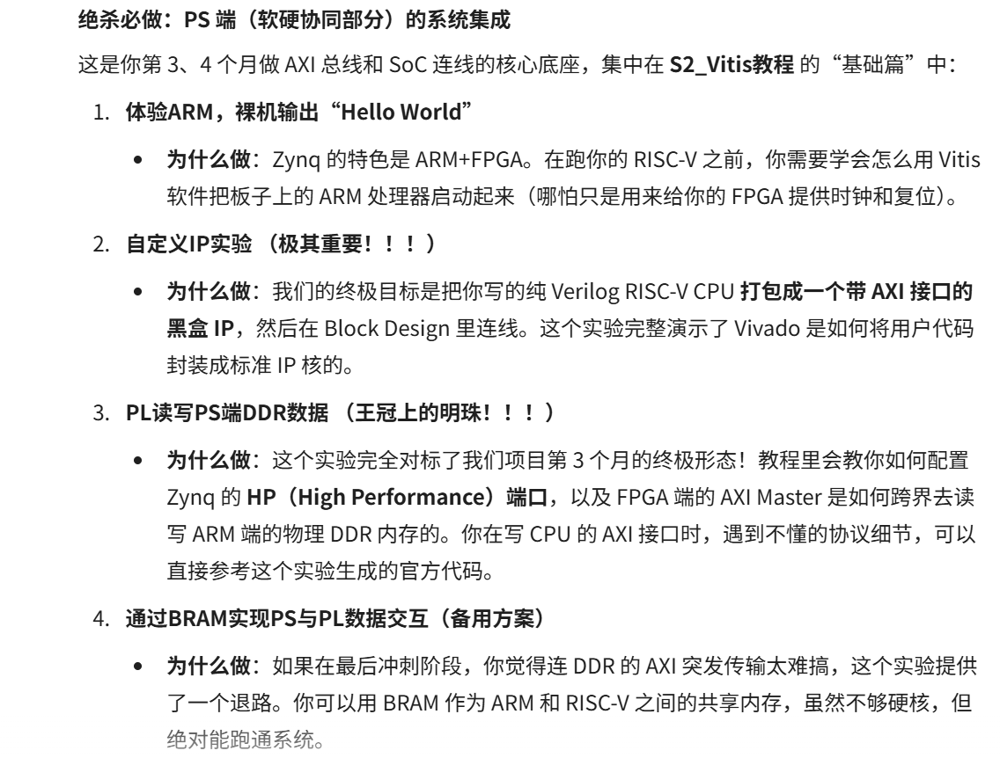 绝杀必做：PS 端（软硬协同部分）的系统集成
这是你第 3、4 个月做 AXI 总线和 SoC 连线的核心底座，集中在 S2_Vitis教程 的“基础篇”中：
1. 体验ARM，裸机输出“Hello World”
• 为什么做：Zynq 的特色是 ARM+FPGA。在跑你的 RISC-V 之前，你需要学会怎么用 Vitis
软件把板子上的 ARM 处理器启动起来（哪怕只是用来给你的 FPGA 提供时钟和复位）。
2. 自定义IP实验 （极其重要！！！）
• 为什么做：我们的终极目标是把你写的纯 Verilog RISC-V CPU 打包成一个带 AXI 接口的
黑盒 IP，然后在 Block Design 里连线。这个实验完整演示了 Vivado 是如何将用户代码
封装成标准 IP 核的。
3. PL读写PS端DDR数据 （王冠上的明珠！！！）
• 为什么做：这个实验完全对标了我们项目第 3 个月的终极形态！教程里会教你如何配置
Zynq 的 HP（High Performance）端口，以及 FPGA 端的 AXI Master 是如何跨界去读
写 ARM 端的物理 DDR 内存的。你在写 CPU 的 AXI 接口时，遇到不懂的协议细节，可以
直接参考这个实验生成的官方代码。
4. 通过BRAM实现PS与PL数据交互（备用方案）
• 为什么做：如果在最后冲刺阶段，你觉得连 DDR 的 AXI 突发传输太难搞，这个实验提供
了一个退路。你可以用 BRAM 作为 ARM 和 RISC-V 之间的共享内存，虽然不够硬核，但
绝对能跑通系统。